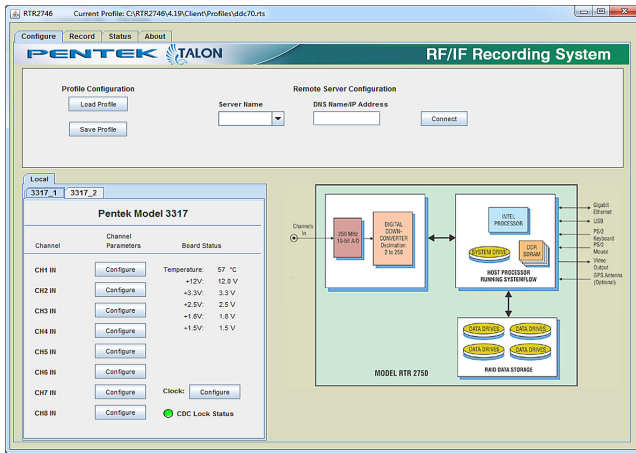 RTR2746 Current Profile: C:\RTR2746\4.19\Client\Profiles\ddc70.rts
Configure Record Status About
PENTEK TALON RF/IF Recording System
Profile Configuration Remote Server Configuration
Load Profile Server Name DNS Name/IP Address
Connect
Save Profile
Local
3317_1 3317_2
Pentek Model 3317
Channel Channel Parameters Board Status
CH1 IN Configure Temperature: 57 °C
+12V: 12.0 V
CH2 IN Configure +3.3V: 3.3 V
+2.5V: 2.5 V
CH3 IN Configure +1.8V: 1.8 V
+1.5V: 1.5 V
CH4 IN Configure
CH5 IN Configure
CH6 IN Configure
CH7 IN Configure Clock: Configure
CH8 IN Configure CDC Lock Status
Channels
In
250 MHz
16-bit A/D
DIGITAL
DOWN-
CONVERTER
Decimation:
2 to 256
INTEL
PROCESSOR
SYSTEM DRIVE
DDR
SDRAM
HOST PROCESSOR
RUNNING SYSTEMFLOW
Gigabit
Ethernet
USB
PS/2
Keyboard
PS/2
Mouse
Video
Output
GPS Antenna
(Optional)
DATA DRIVES DATA DRIVES
DATA DRIVES DATA DRIVES
RAID DATA STORAGE
MODEL RTR 2750